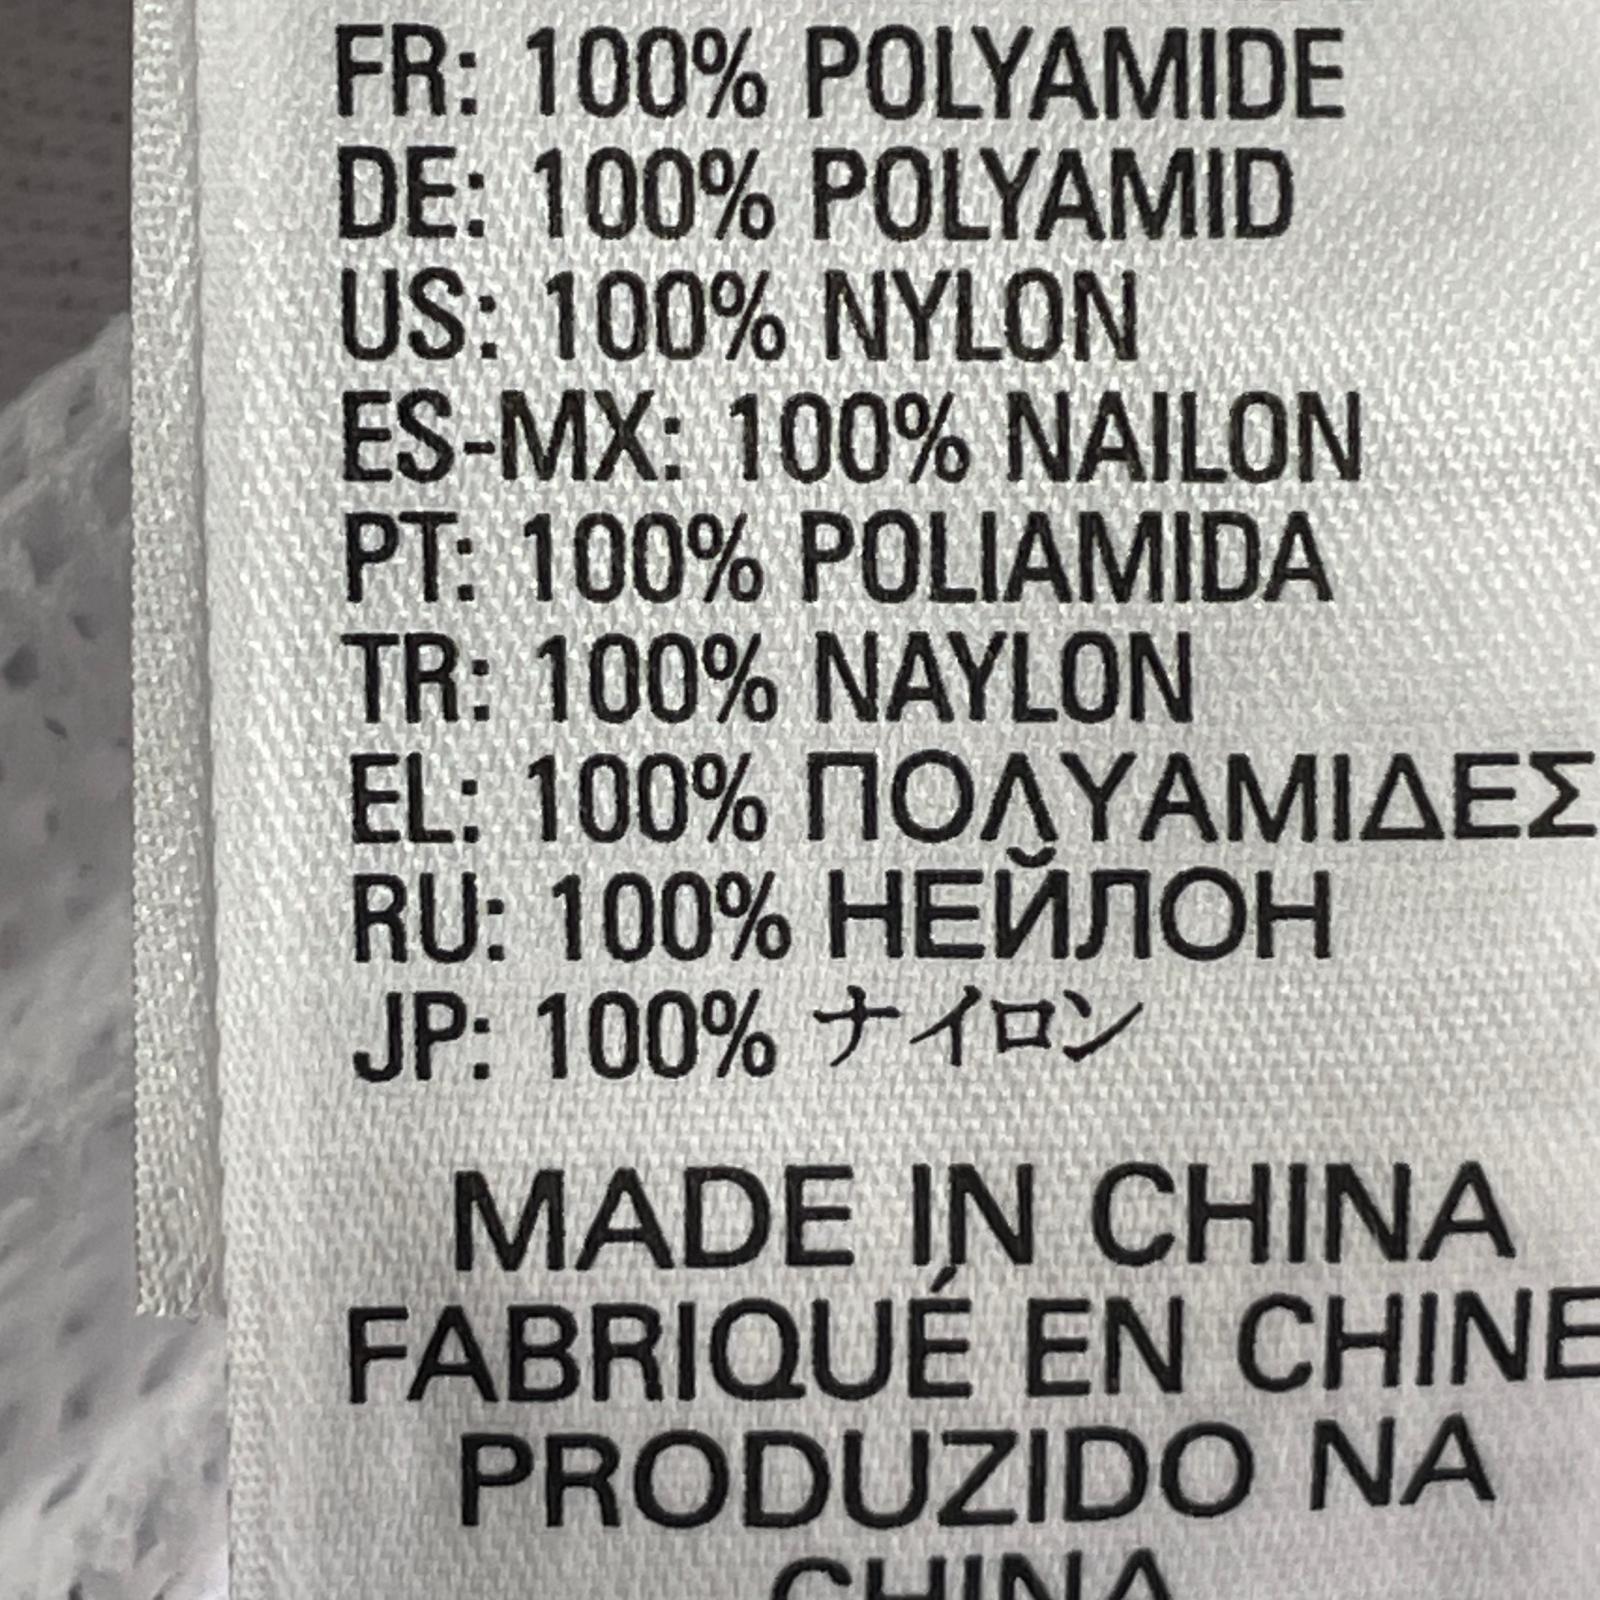 FR: 100% POLYAMIDE
DE: 100% POLYAMID
US: 100% NYLON
ES-MX: 100% NAILON
PT: 100% POLIAMIDA
TR: 100% NAYLON
EL: 100% ΠΟΛΥΑΜΙΔΕΣ
RU: 100% НЕЙЛОН
JP: 100% ナイロン
MADE IN CHINA
FABRIQUÉ EN CHINE
PRODUZIDO NA
CHINA